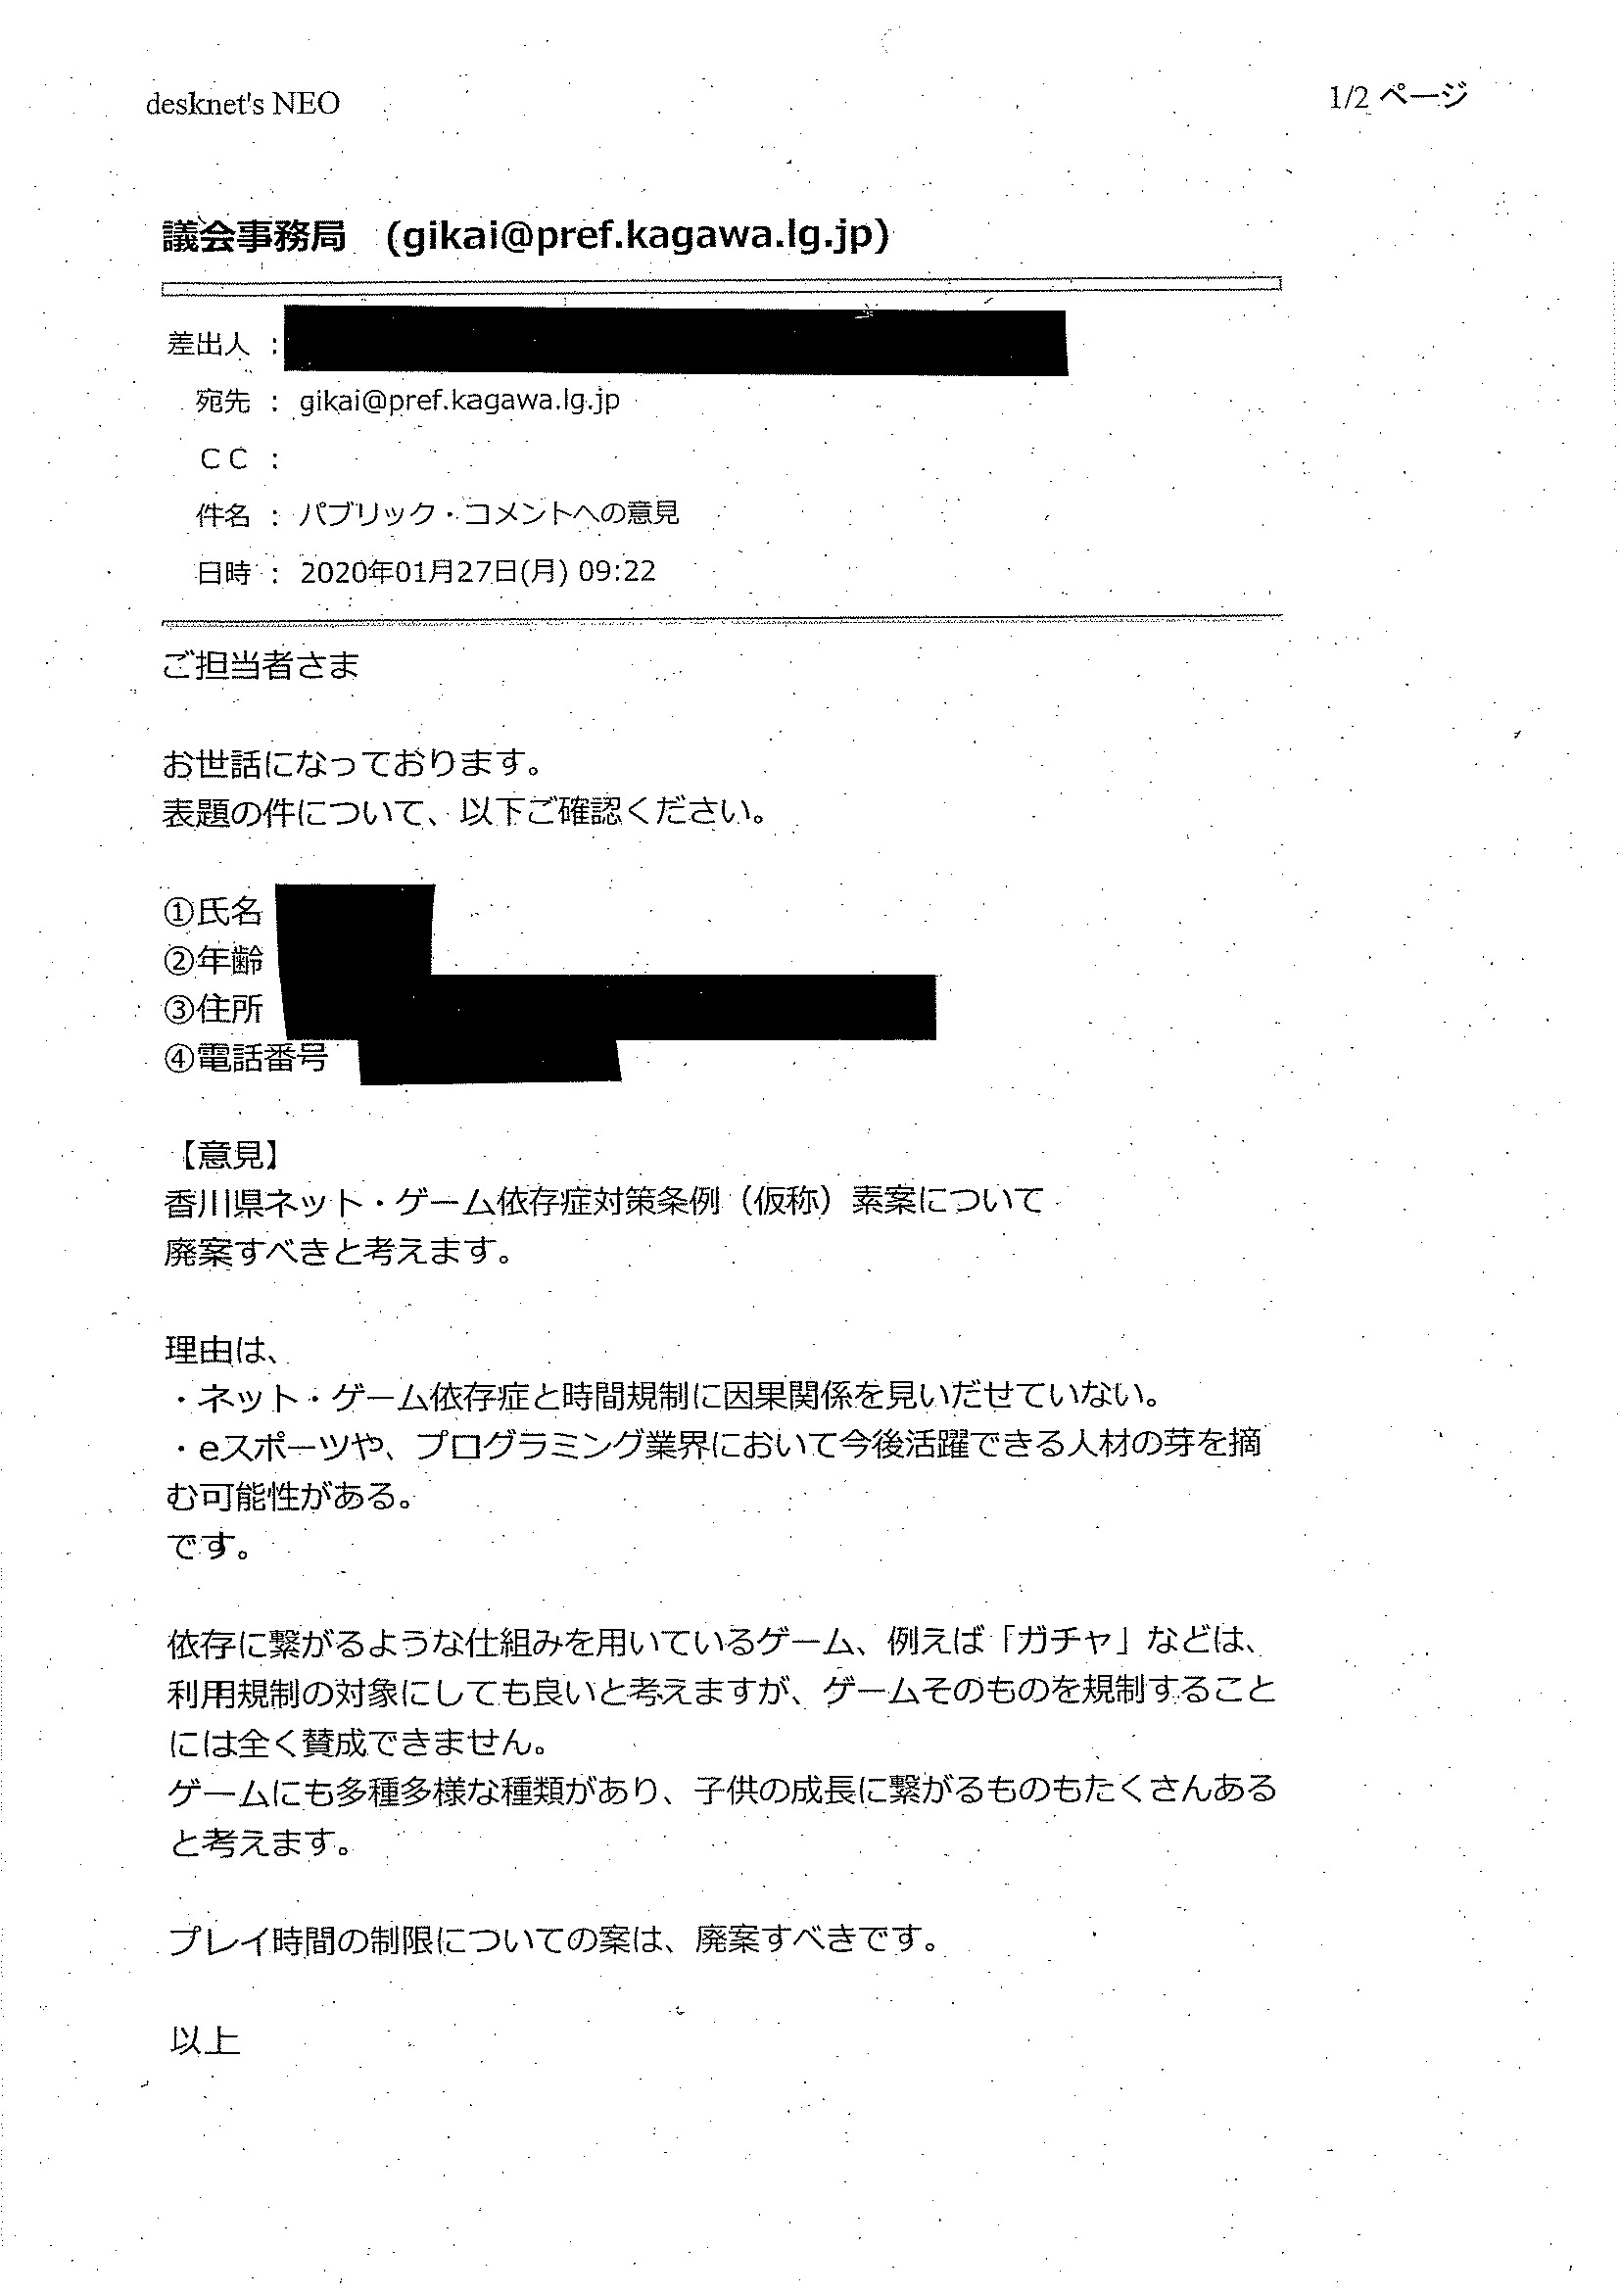 desknet's NEO
1/2 ページ
議会事務局 (gikai@pref.kagawa.lg.jp)
差出人 :
宛先 : gikai@pref.kagawa.lg.jp
CC :
件名 : パブリック・コメントへの意見
日時 : 2020年01月27日(月) 09:22
ご担当者さま
お世話になっております。
表題の件について、以下ご確認ください。
①氏名
②年齢
③住所
④電話番号
【意見】
香川県ネット・ゲーム依存症対策条例（仮称）素案について
廃案すべきと考えます。
理由は、
・ネット・ゲーム依存症と時間規制に因果関係を見いだせていない。
・eスポーツや、プログラミング業界において今後活躍できる人材の芽を摘
む可能性がある。
です。
依存に繋がるような仕組みを用いているゲーム、例えば「ガチャ」などは、
利用規制の対象にしても良いと考えますが、ゲームそのものを規制すること
には全く賛成できません。
ゲームにも多種多様な種類があり、子供の成長に繋がるものもたくさんある
と考えます。
プレイ時間の制限についての案は、廃案すべきです。
以上